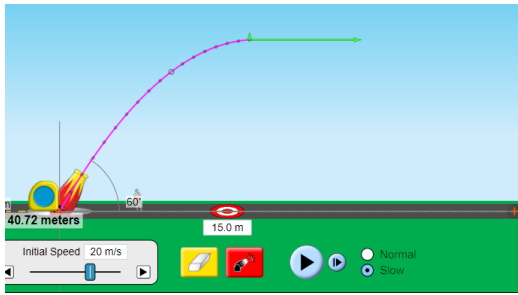 60°
40.72 meters
15.0 m
Initial Speed 20 m/s
Normal
Slow